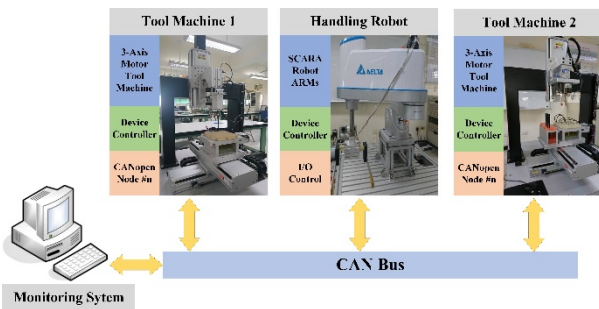 Tool Machine 1
Handling Robot
Tool Machine 2
3-Axis
Motor
Tool
Machine
Device
Controller
CANopen
Node #n
SCARA
Robot
ARMs
Device
Controller
I/O
Control
DELTA
3-Axis
Motor
Tool
Machine
Device
Controller
CANopen
Node #n
CAN Bus
Monitoring Sytem